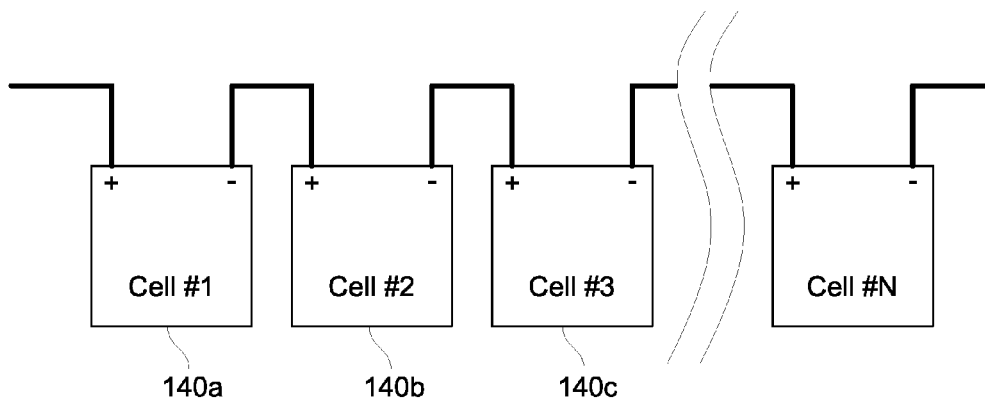 + - + - + - + -
Cell #1 Cell #2 Cell #3 Cell #N
140a 140b 140c